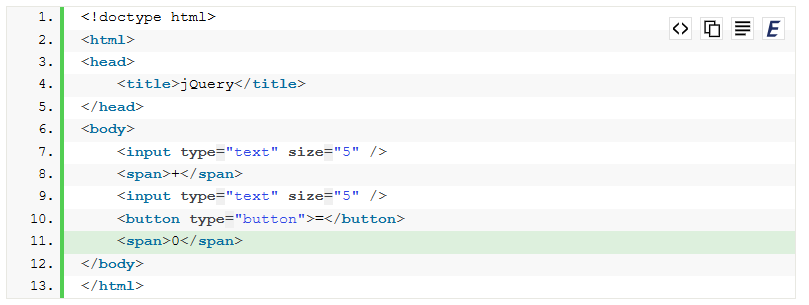 1. <!doctype html>
2. <html>
3. <head>
4.     <title>jQuery</title>
5. </head>
6. <body>
7.     <input type="text" size="5" />
8.     <span>+</span>
9.     <input type="text" size="5" />
10.     <button type="button">=</button>
11.     <span>0</span>
12. </body>
13. </html>
E